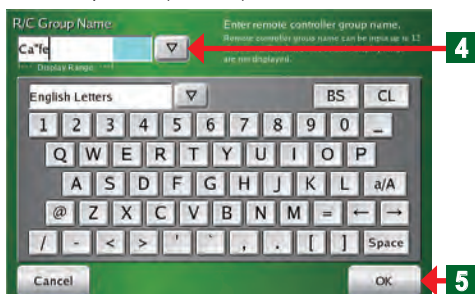 R/C Group Name
Enter remote controller group name.
Remote controller group name can be input up to 12
are not displayed.
Ca"fe
▽
4
Display Range
English Letters ▽ BS CL
1 2 3 4 5 6 7 8 9 0 _
Q W E R T Y U I O P
A S D F G H J K L a/A
@ Z X C V B N M = ← →
/ - < > ' ` , . [ ] Space
Cancel OK 5